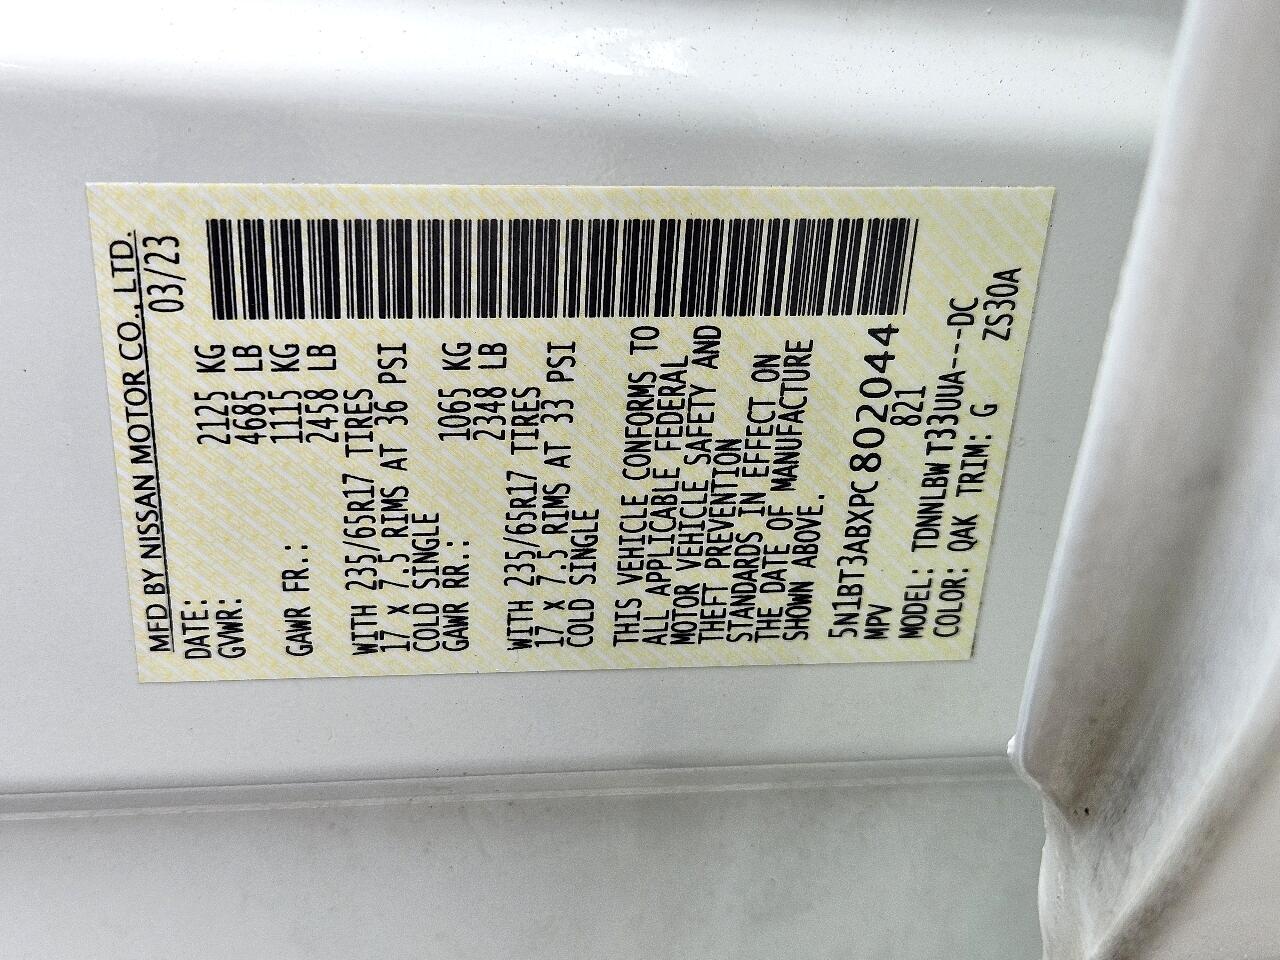 MFD BY NISSAN MOTOR CO., LTD.
DATE: 03/23
GVWR: 2125 KG
4685 LB
GAWR FR.: 1115 KG
2458 LB
WITH 235/65R17 TIRES
17 X 7.5 RIMS AT 36 PSI
COLD SINGLE
GAWR RR.: 1065 KG
2348 LB
WITH 235/65R17 TIRES
17 X 7.5 RIMS AT 33 PSI
COLD SINGLE
THIS VEHICLE CONFORMS TO
ALL APPLICABLE FEDERAL
MOTOR VEHICLE SAFETY AND
THEFT PREVENTION
STANDARDS IN EFFECT ON
THE DATE OF MANUFACTURE
SHOWN ABOVE.
5N1BT3ABXPC802044
MPV 821
MODEL: TDNNLBW T33UUA---DC
COLOR: QAK TRIM: G ZS30A